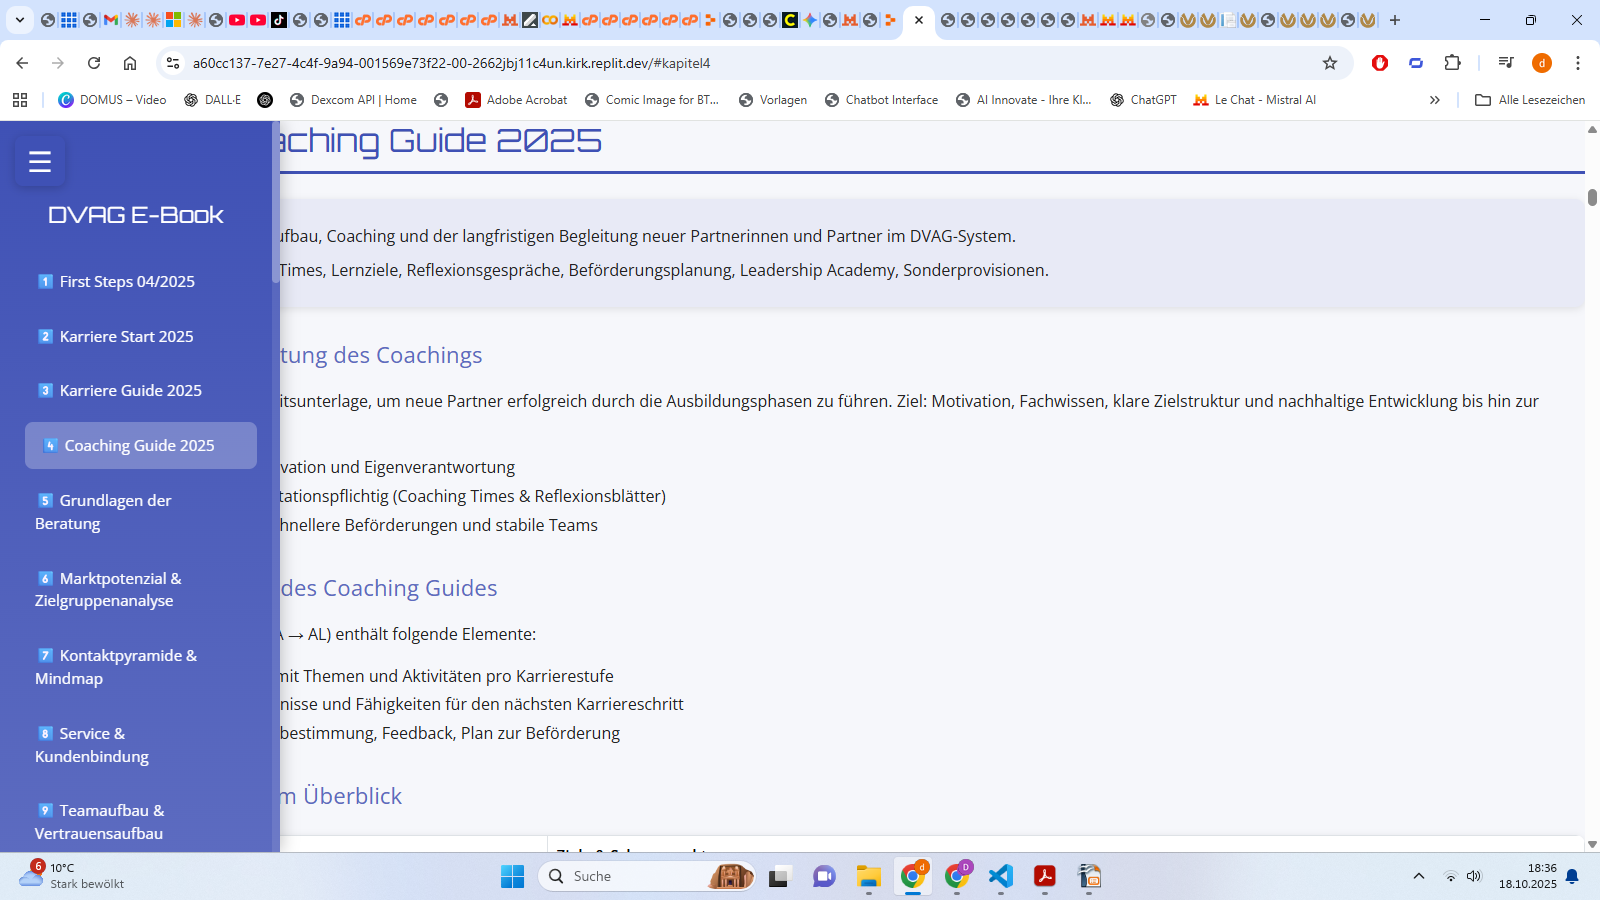 a60cc137-7e27-4c4f-9a94-001569e73f22-00-2662jbj11c4un.kirk.replit.dev/#kapitel4
d
DOMUS – Video
DALL·E
Dexcom API | Home
Adobe Acrobat
Comic Image for BT...
Vorlagen
Chatbot Interface
AI Innovate - Ihre KI...
ChatGPT
Le Chat - Mistral AI
Alle Lesezeichen
DVAG E-Book
1 First Steps 04/2025
2 Karriere Start 2025
3 Karriere Guide 2025
4 Coaching Guide 2025
5 Grundlagen der
Beratung
6 Marktpotenzial &
Zielgruppenanalyse
7 Kontaktpyramide &
Mindmap
8 Service &
Kundenbindung
9 Teamaufbau &
Vertrauensaufbau
aching Guide 2025
ufbau, Coaching und der langfristigen Begleitung neuer Partnerinnen und Partner im DVAG-System.
Times, Lernziele, Reflexionsgespräche, Beförderungsplanung, Leadership Academy, Sonderprovisionen.
tung des Coachings
itsunterlage, um neue Partner erfolgreich durch die Ausbildungsphasen zu führen. Ziel: Motivation, Fachwissen, klare Zielstruktur und nachhaltige Entwicklung bis hin zur
vation und Eigenverantwortung
tationspflichtig (Coaching Times & Reflexionsblätter)
hnellere Beförderungen und stabile Teams
des Coaching Guides
A → AL) enthält folgende Elemente:
mit Themen und Aktivitäten pro Karrierestufe
nisse und Fähigkeiten für den nächsten Karriereschritt
bestimmung, Feedback, Plan zur Beförderung
m Überblick
6
10°C
Stark bewölkt
Suche
d
D
18:36
18.10.2025